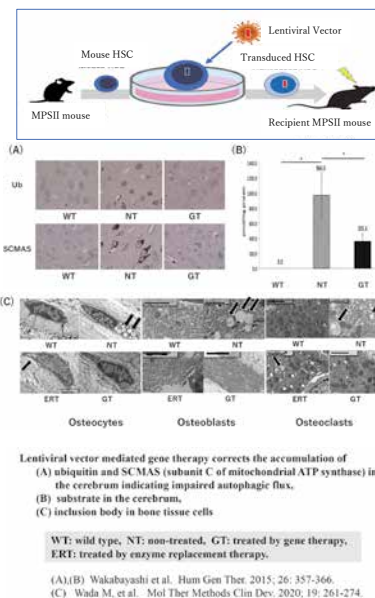 Lentiviral Vector
Mouse HSC
Transduced HSC
MPSII mouse
Recipient MPSII mouse
(A)
(B)
Ub
WT NT GT
SCMAS
WT NT GT
WT NT GT
(C)
WT NT WT NT WT NT
ERT GT ERT GT ERT GT
Osteocytes Osteoblasts Osteoclasts
Lentiviral vector mediated gene therapy corrects the accumulation of
(A) ubiquitin and SCMAS (subunit C of mitochondrial ATP synthase) in
the cerebrum indicating impaired autophagic flux,
(B) substrate in the cerebrum,
(C) inclusion body in bone tissue cells
WT: wild type, NT: non-treated, GT: treated by gene therapy,
ERT: treated by enzyme replacement therapy.
(A),(B) Wakabayashi et al. Hum Gen Ther. 2015; 26: 357-366.
(C) Wada M, et al. Mol Ther Methods Clin Dev. 2020; 19: 261-274.